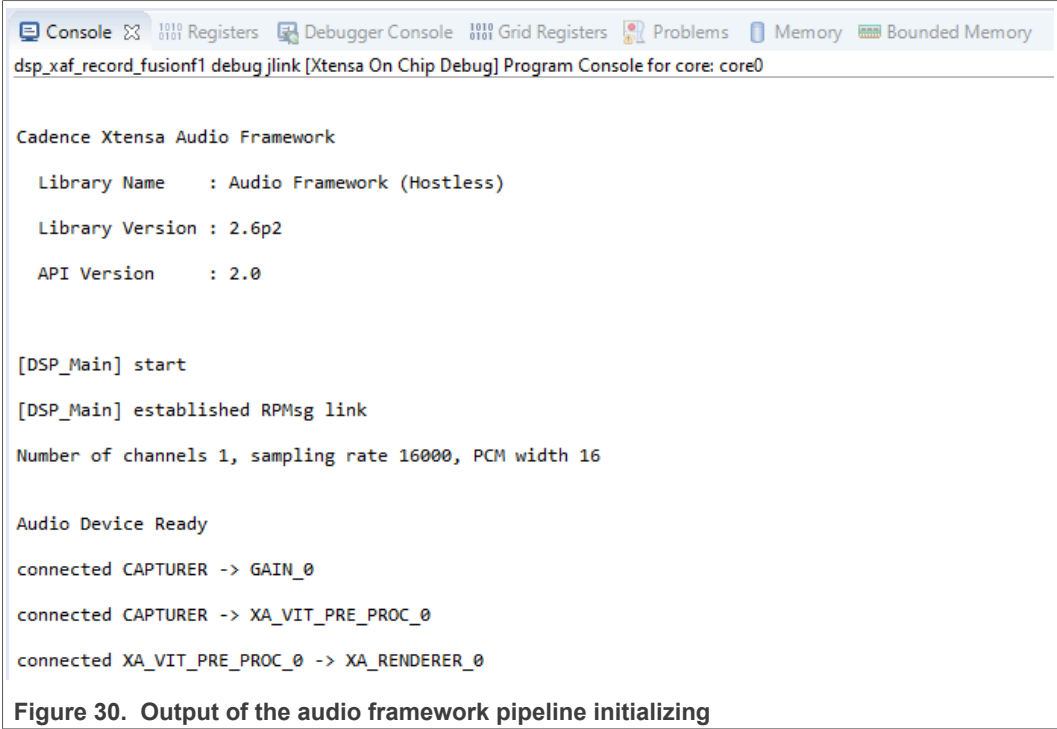 Console Registers Debugger Console Grid Registers Problems Memory Bounded Memory
dsp_xaf_record_fusionf1 debug jlink [Xtensa On Chip Debug] Program Console for core: core0
Cadence Xtensa Audio Framework
Library Name : Audio Framework (Hostless)
Library Version : 2.6p2
API Version : 2.0
[DSP_Main] start
[DSP_Main] established RPMsg link
Number of channels 1, sampling rate 16000, PCM width 16
Audio Device Ready
connected CAPTURER -> GAIN_0
connected CAPTURER -> XA_VIT_PRE_PROC_0
connected XA_VIT_PRE_PROC_0 -> XA_RENDERER_0
Figure 30. Output of the audio framework pipeline initializing